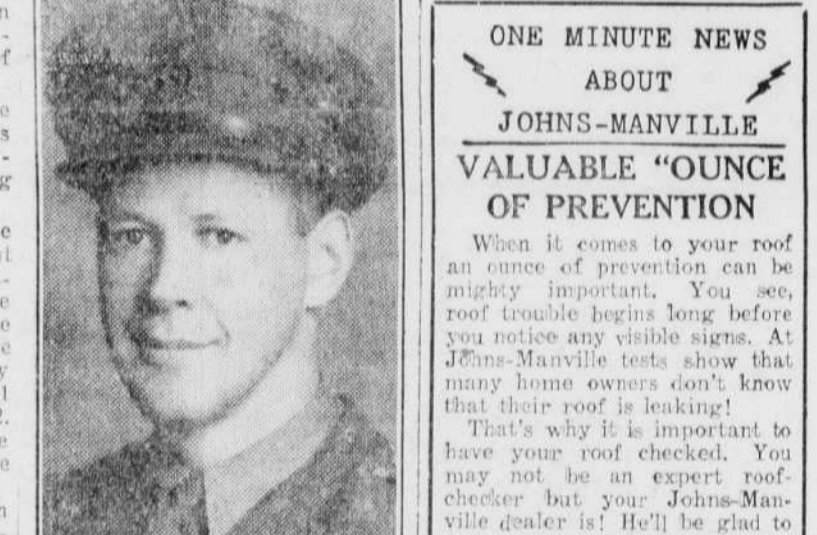 ONE MINUTE NEWS
ABOUT
JOHNS-MANVILLE
VALUABLE "OUNCE
OF PREVENTION
When it comes to your roof
an ounce of prevention can be
mighty important. You see,
roof trouble begins long before
you notice any visible signs. At
Johns-Manville tests show that
many home owners don't know
that their roof is leaking!
That's why it is important to
have your roof checked. You
may not be an expert roof-
checker but your Johns-Man-
ville dealer is! He'll be glad to